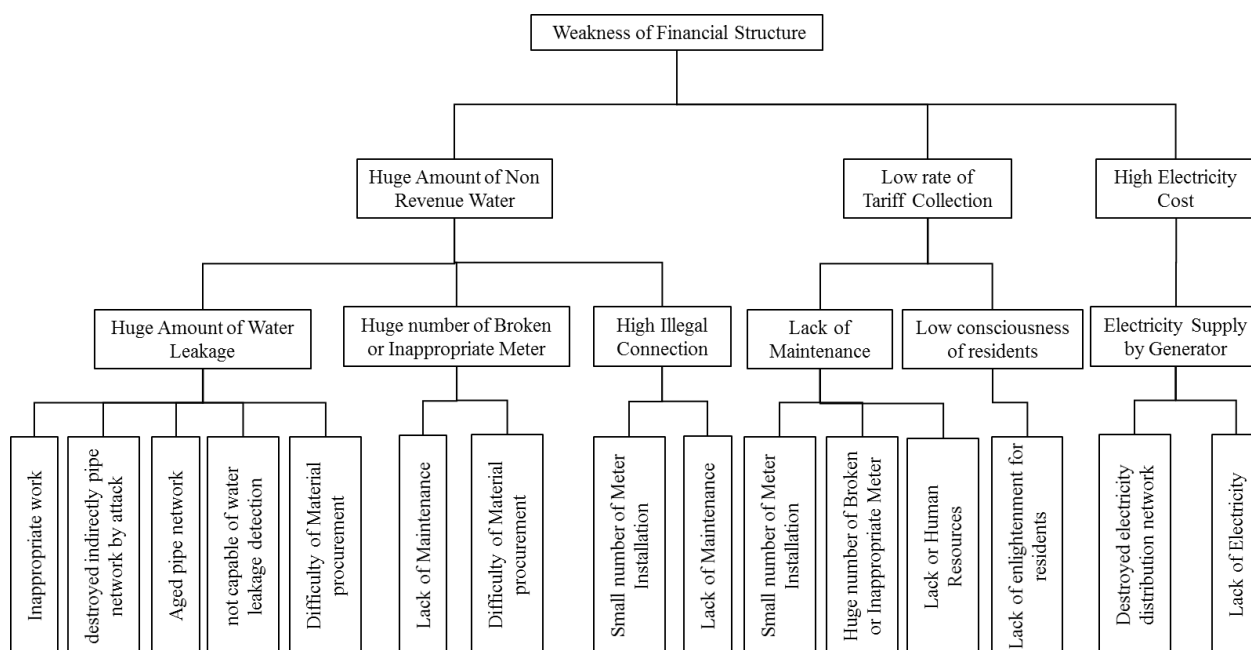 Weakness of Financial Structure
Huge Amount of Non
Revenue Water
Low rate of
Tariff Collection
High Electricity
Cost
Huge Amount of Water
Leakage
Huge number of Broken
or Inappropriate Meter
High Illegal
Connection
Lack of
Maintenance
Low consciousness
of residents
Electricity Supply
by Generator
Inappropriate work
destroyed indirectly pipe
network by attack
Aged pipe network
not capable of water
leakage detection
Difficulty of Material
procurement
Lack of Maintenance
Difficulty of Material
procurement
Small number of Meter
Installation
Lack of Maintenance
Small number of Meter
Installation
Huge number of Broken
or Inappropriate Meter
Lack or Human
Resources
Lack of enlightenment for
residents
Destroyed electricity
distribution network
Lack of Electricity